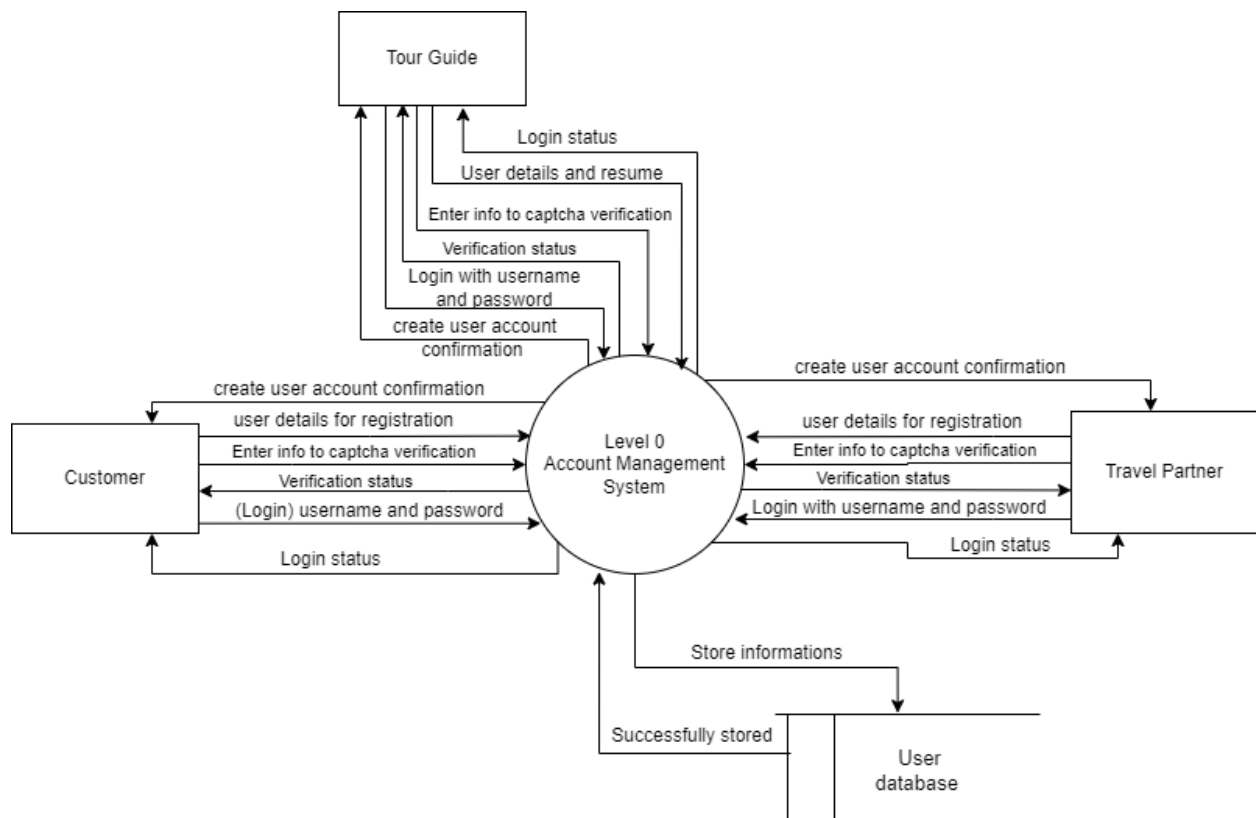 Tour Guide
Login status
User details and resume
Enter info to captcha verification
Verification status
Login with username
and password
create user account
confirmation
create user account confirmation
user details for registration
Enter info to captcha verification
Verification status
(Login) username and password
Login status
Customer
Level 0
Account Management
System
create user account confirmation
user details for registration
Enter info to captcha verification
Verification status
Login with username and password
Login status
Travel Partner
Store informations
Successfully stored
User
database